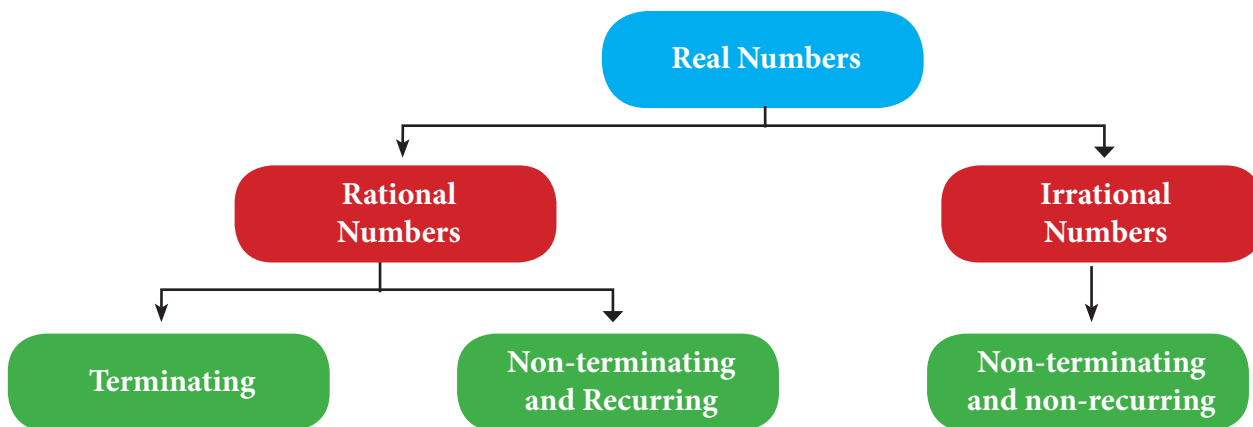 Real Numbers
Rational
Numbers
Irrational
Numbers
Terminating
Non-terminating
and Recurring
Non-terminating
and non-recurring